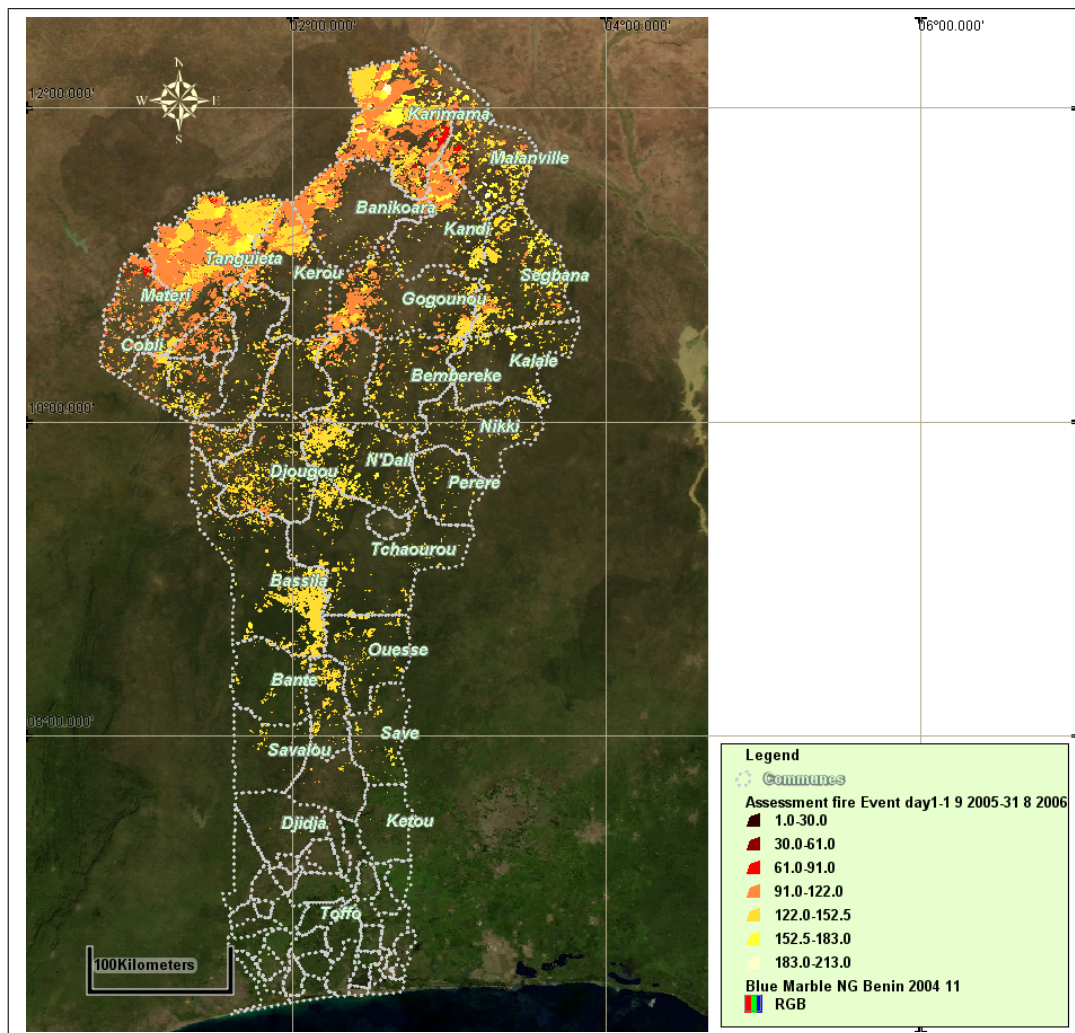 02°00.000'
04°00.000'
06°00.000'
N
W E
S
12°00.000'
Karimama
Malanville
Banikoara
Kandi
Tanguieta
Kerou
Segbana
Materi
Gogounou
Cobli
Kalale
Bembereke
10°00.000'
Nikki
N'Dali
Djougou
Perere
Tchaourou
Bassila
Ouesse
Bante
08°00.000'
Save
Savalou
Djidja
Ketou
Toffo
100Kilometers
Legend
Communes
Assessment fire Event day1-1 9 2005-31 8 2006
1.0-30.0
30.0-61.0
61.0-91.0
91.0-122.0
122.0-152.5
152.5-183.0
183.0-213.0
Blue Marble NG Benin 2004 11
RGB